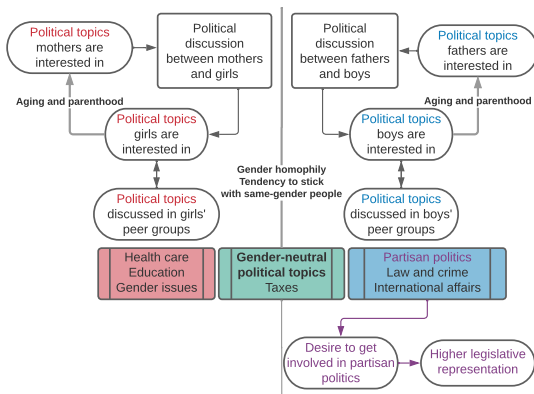 Political topics
mothers are
interested in
Political
discussion
between mothers
and girls
Aging and parenthood
Political topics
girls are
interested in
Political topics
discussed in girls'
peer groups
Political
discussion
between fathers
and boys
Political topics
fathers are
interested in
Aging and parenthood
Political topics
boys are
interested in
Political topics
discussed in boys'
peer groups
Gender homophily
Tendency to stick
with same-gender people
Health care
Education
Gender issues
Gender-neutral
political topics
Taxes
Partisan politics
Law and crime
International affairs
Desire to get
involved in partisan
politics
Higher legislative
representation